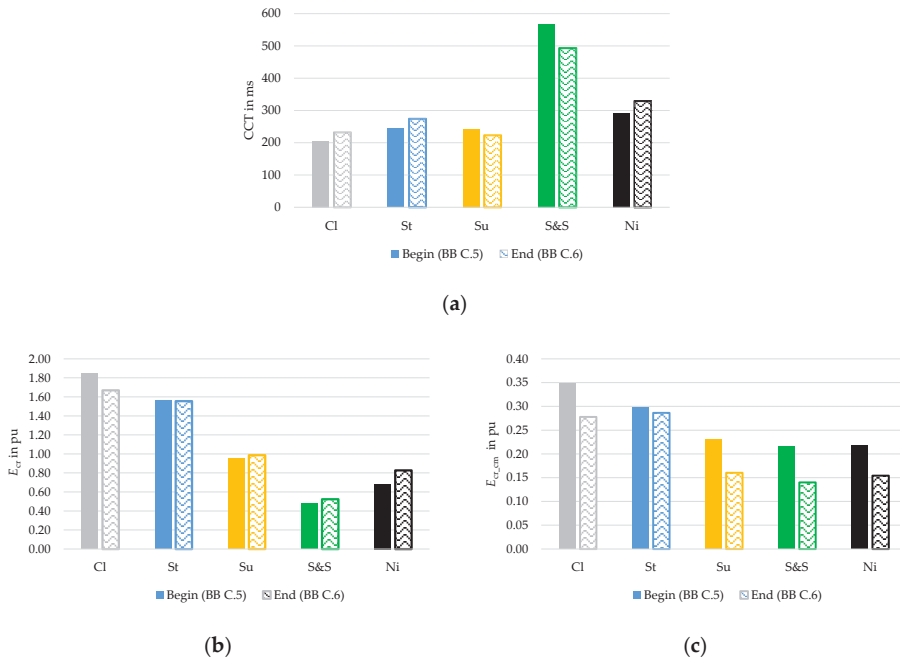 600
500
400
300
200
100
0
CCT in ms
Cl St Su S&S Ni
Begin (BB C.5) End (BB C.6)
(a)
2.00
1.80
1.60
1.40
1.20
1.00
0.80
0.60
0.40
0.20
0.00
Ecr in pu
Cl St Su S&S Ni
Begin (BB C.5) End (BB C.6)
(b)
0.40
0.35
0.30
0.25
0.20
0.15
0.10
0.05
0.00
Ecr_cm in pu
Cl St Su S&S Ni
Begin (BB C.5) End (BB C.6)
(c)